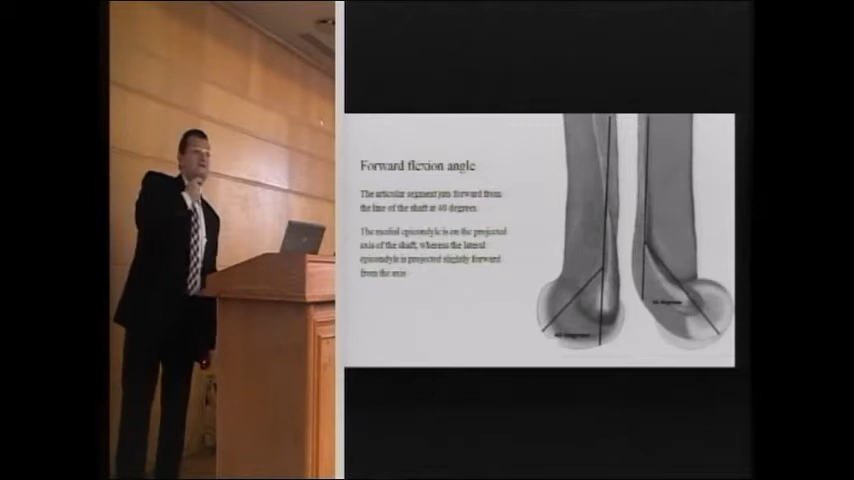 Forward flexion angle
The articular segment juts forward from
the line of the shaft at 40 degrees.
The medial epicondyle is on the projected
axis of the shaft, whereas the lateral
epicondyle is projected slightly forward
from the axis
40 degrees